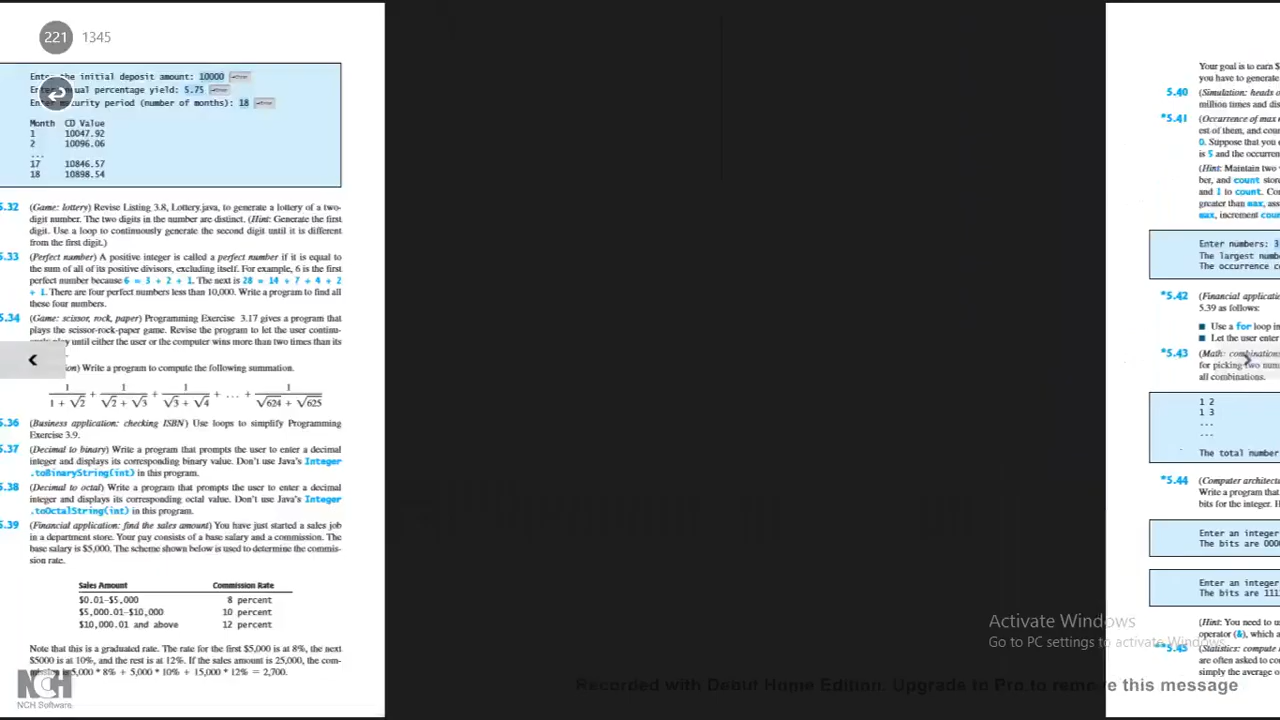 221 1345
Enter the initial deposit amount: 10000
5.75
maturity period (number of months): 18
Month CD Value
1 10047.92
2 10096.06
...
17 10846.57
18 10898.54
5.32 (Game: lottery) Revise Listing 3.8, Lottery.java, to generate a lottery of a two-
digit number. The two digits in the number are distinct. (Hint: Generate the first
digit. Use a loop to continuously generate the second digit until it is different
from the first digit.)
5.33 (Perfect number) A positive integer is called a perfect number if it is equal to
the sum of all of its positive divisors, excluding itself. For example, 6 is the first
perfect number because 6 = 3 + 2 + 1. The next is 28 = 14 + 7 + 4 + 2
+ 1. There are four perfect numbers less than 10,000. Write a program to find all
these four numbers.
5.34 (Game: scissor, rock, paper) Programming Exercise 3.17 gives a program that
plays the scissor-rock-paper game. Revise the program to let the user continu-
play until either the user or the computer wins more than two times than its
Write a program to compute the following summation.
1/(1 + √2) + 1/(√2 + √3) + 1/(√3 + √4) + ... + 1/(√624 + √625)
5.36 (Business application: checking ISBN) Use loops to simplify Programming
Exercise 3.9.
5.37 (Decimal to binary) Write a program that prompts the user to enter a decimal
integer and displays its corresponding binary value. Don't use Java's Integer
.toBinaryString(int) in this program.
5.38 (Decimal to octal) Write a program that prompts the user to enter a decimal
integer and displays its corresponding octal value. Don't use Java's Integer
.toOctalString(int) in this program.
5.39 (Financial application: find the sales amount) You have just started a sales job
in a department store. Your pay consists of a base salary and a commission. The
base salary is $5,000. The scheme shown below is used to determine the commis-
sion rate.
Sales Amount Commission Rate
$0.01–$5,000 8 percent
$5,000.01–$10,000 10 percent
$10,000.01 and above 12 percent
Note that this is a graduated rate. The rate for the first $5,000 is at 8%, the next
$5000 is at 10%, and the rest is at 12%. If the sales amount is 25,000, the com-
5,000 * 8% + 5,000 * 10% + 15,000 * 12% = 2,700.
NCH
NCH Software
Your goal is to earn $
you have to generate
5.40 (Simulation: heads o
million times and dis
*5.41 (Occurrence of max
est of them, and coun
0. Suppose that you e
is 5 and the occurren
(Hint: Maintain two
ber, and count stor
and 1 to count. Co
greater than max, ass
max, increment coun
Enter numbers: 3
The largest numb
The occurrence c
*5.42 (Financial applicati
5.39 as follows:
■ Use a for loop in
■ Let the user enter
*5.43 (Math: combinations
for picking two num
all combinations.
1 2
1 3
...
...
The total number
*5.44 (Computer architectu
Write a program that
bits for the integer. H
Enter an integer
The bits are 000
Enter an integer
The bits are 111
(Hint: You need to u
operator (&), which a
*5.45 (Statistics: compute
are often asked to co
simply the average o
Activate Windows
Go to PC settings to activate Windows.
Recorded with Debut Home Edition. Upgrade to Pro to remove this message